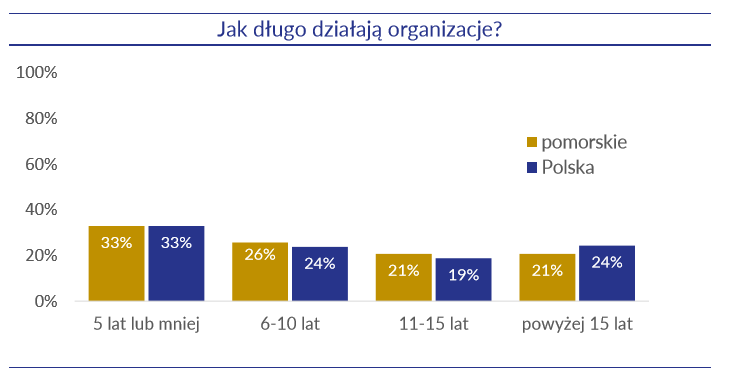 Jak długo działają organizacje?
100%
80%
60%
40%
20%
0%
pomorskie
Polska
33% 33% 26% 24% 21% 19% 21% 24%
5 lat lub mniej 6-10 lat 11-15 lat powyżej 15 lat